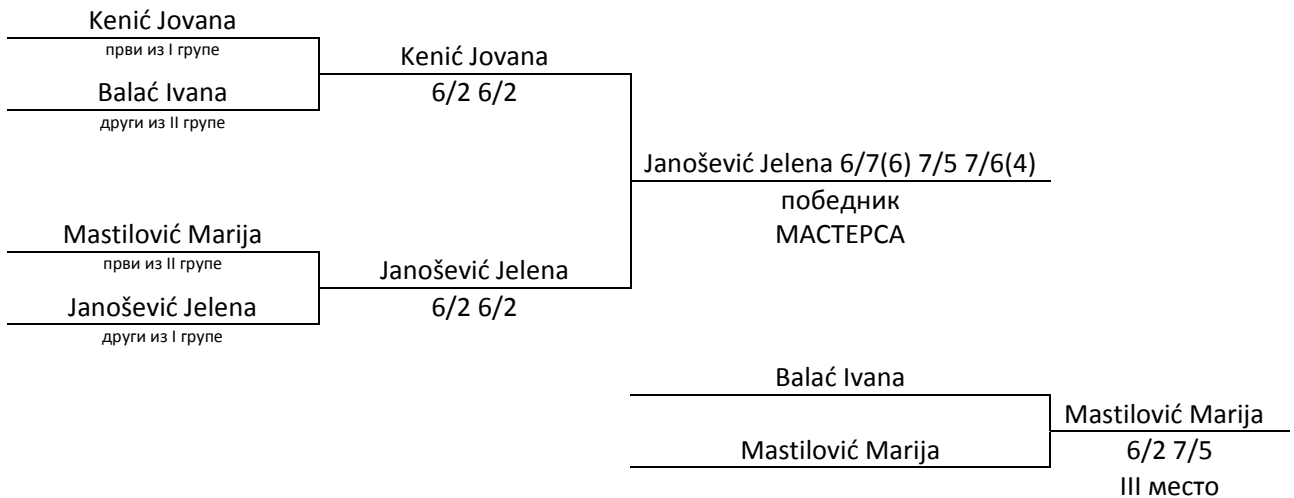 Kenić Jovana
први из I групе
Kenić Jovana
Balać Ivana
6/2 6/2
други из II групе
Janošević Jelena 6/7(6) 7/5 7/6(4)
победник
МАСТЕРСА
Mastilović Marija
први из II групе
Janošević Jelena
Janošević Jelena
6/2 6/2
други из I групе
Balać Ivana
Mastilović Marija
Mastilović Marija
6/2 7/5
III место